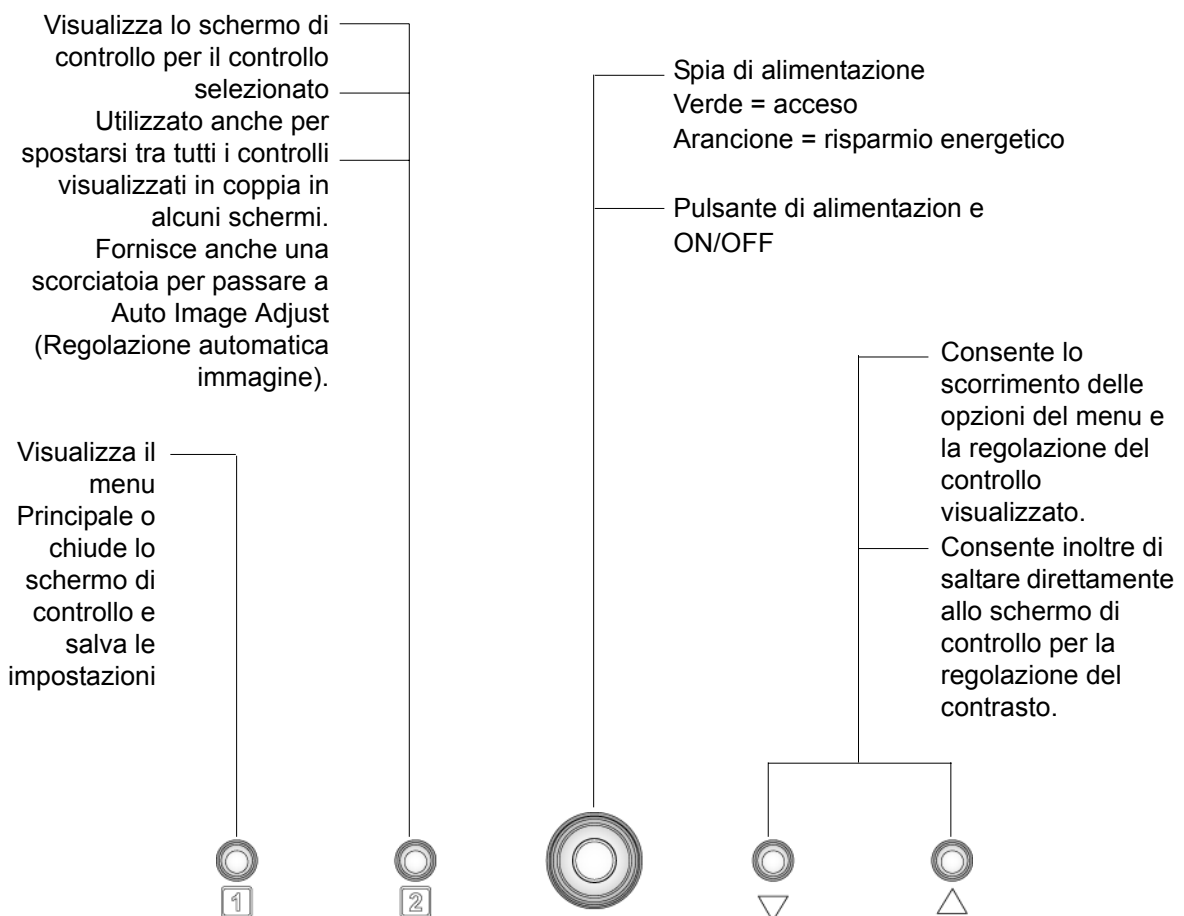 Visualizza lo schermo di
controllo per il controllo
selezionato
Utilizzato anche per
spostarsi tra tutti i controlli
visualizzati in coppia in
alcuni schermi.
Fornisce anche una
scorciatoia per passare a
Auto Image Adjust
(Regolazione automatica
immagine).
Visualizza il
menu
Principale o
chiude lo
schermo di
controllo e
salva le
impostazioni
Spia di alimentazione
Verde = acceso
Arancione = risparmio energetico
Pulsante di alimentazion e
ON/OFF
Consente lo
scorrimento delle
opzioni del menu e
la regolazione del
controllo
visualizzato.
Consente inoltre di
saltare direttamente
allo schermo di
controllo per la
regolazione del
contrasto.
1
2